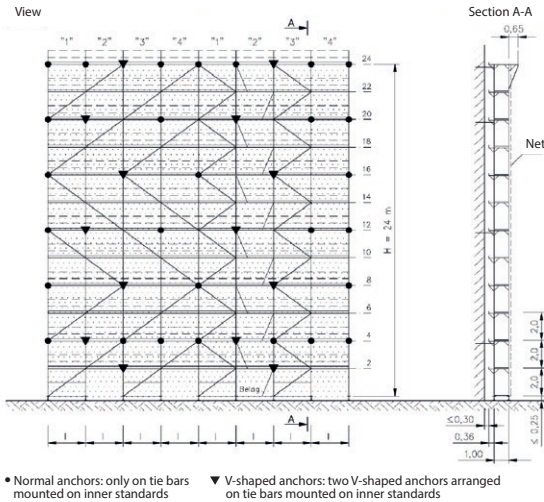 View
Section A-A
A
"1" "2" "3" "4" "1" "2" "3" "4"
0,65
24
22
20
18
16
14
12
10
8
6
4
2
H = 24 m
Net
2,0
2,0
2,0
≤ 0,25
Belag
A
≤0,30
0,36
1,00
l l l l l l l l
• Normal anchors: only on tie bars
mounted on inner standards
▼ V-shaped anchors: two V-shaped anchors arranged
on tie bars mounted on inner standards